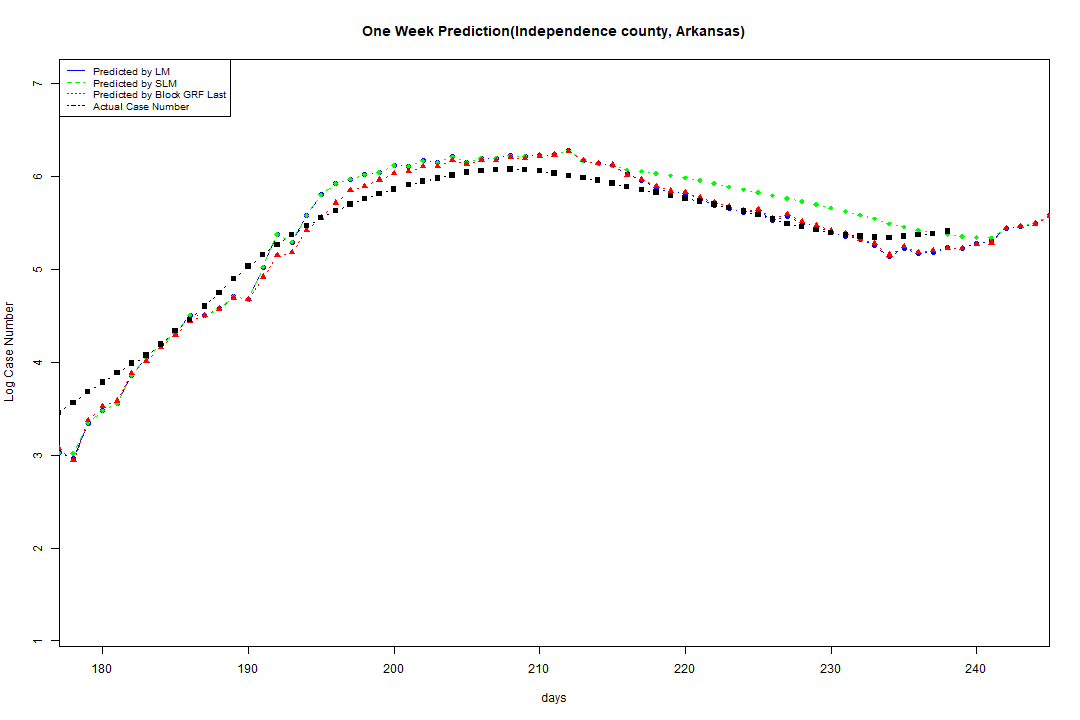 One Week Prediction(Independence county, Arkansas)
Predicted by LM
Predicted by SLM
Predicted by Block GRF Last
Actual Case Number
7
6
5
4
3
2
1
Log Case Number
180 190 200 210 220 230 240
days